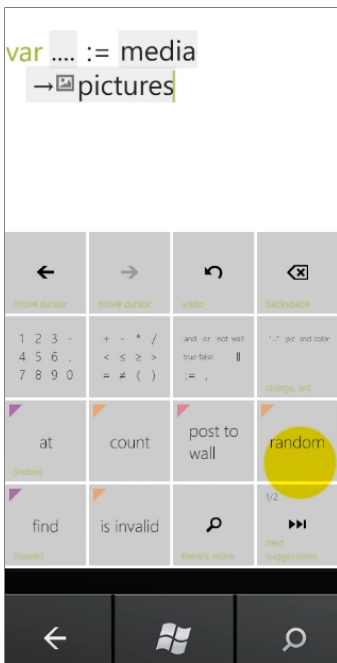 var .... := media
→pictures
move cursor
move cursor
undo
backspace
1 2 3 -
4 5 6 .
7 8 9 0
+ - * /
< ≤ ≥ >
= ≠ ( )
and or not wall
true false ||
:= ,
"..." pic snd color
strings, art
at
[index]
count
post to
wall
random
find
[name]
is invalid
there's more
1/2
next
suggestions